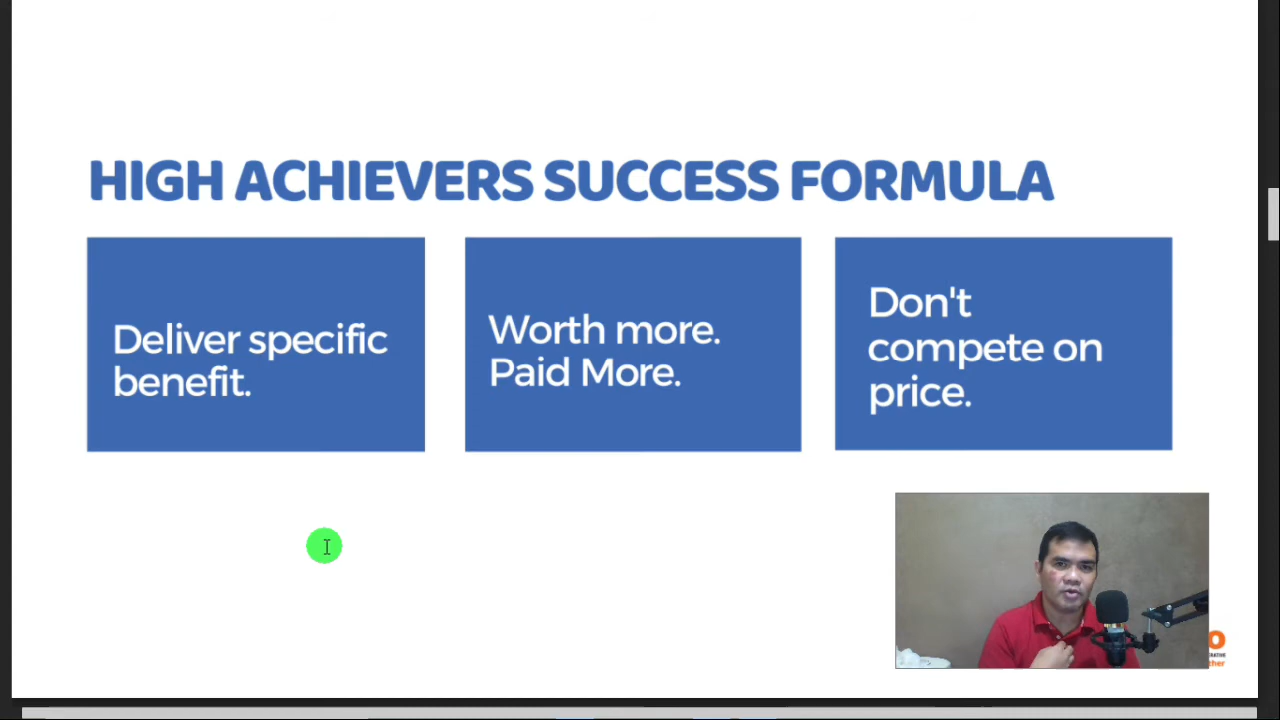 HIGH ACHIEVERS SUCCESS FORMULA
Deliver specific
benefit.
Worth more.
Paid More.
Don't
compete on
price.